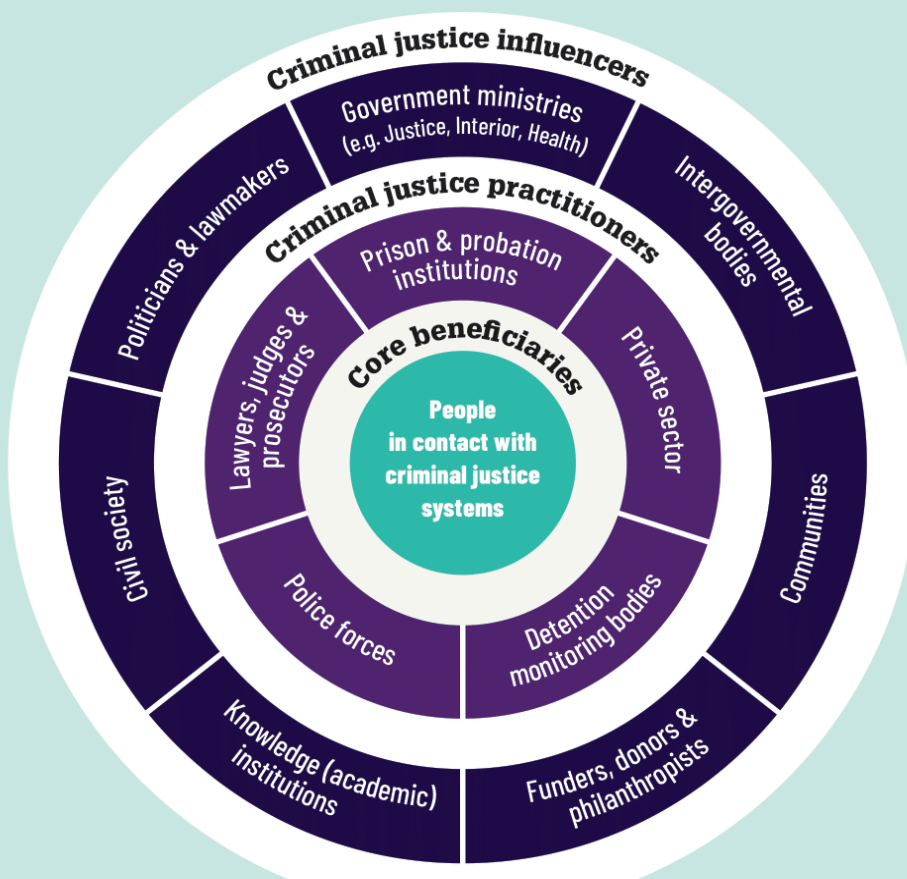 Criminal justice influencers
Government ministries
(e.g. Justice, Interior, Health)
Intergovernmental
bodies
Communities
Funders, donors &
philanthropists
Knowledge (academic)
institutions
Civil society
Politicians & lawmakers
Criminal justice practitioners
Prison & probation
institutions
Private sector
Detention
monitoring bodies
Police forces
Lawyers, judges &
prosecutors
Core beneficiaries
People
in contact with
criminal justice
systems